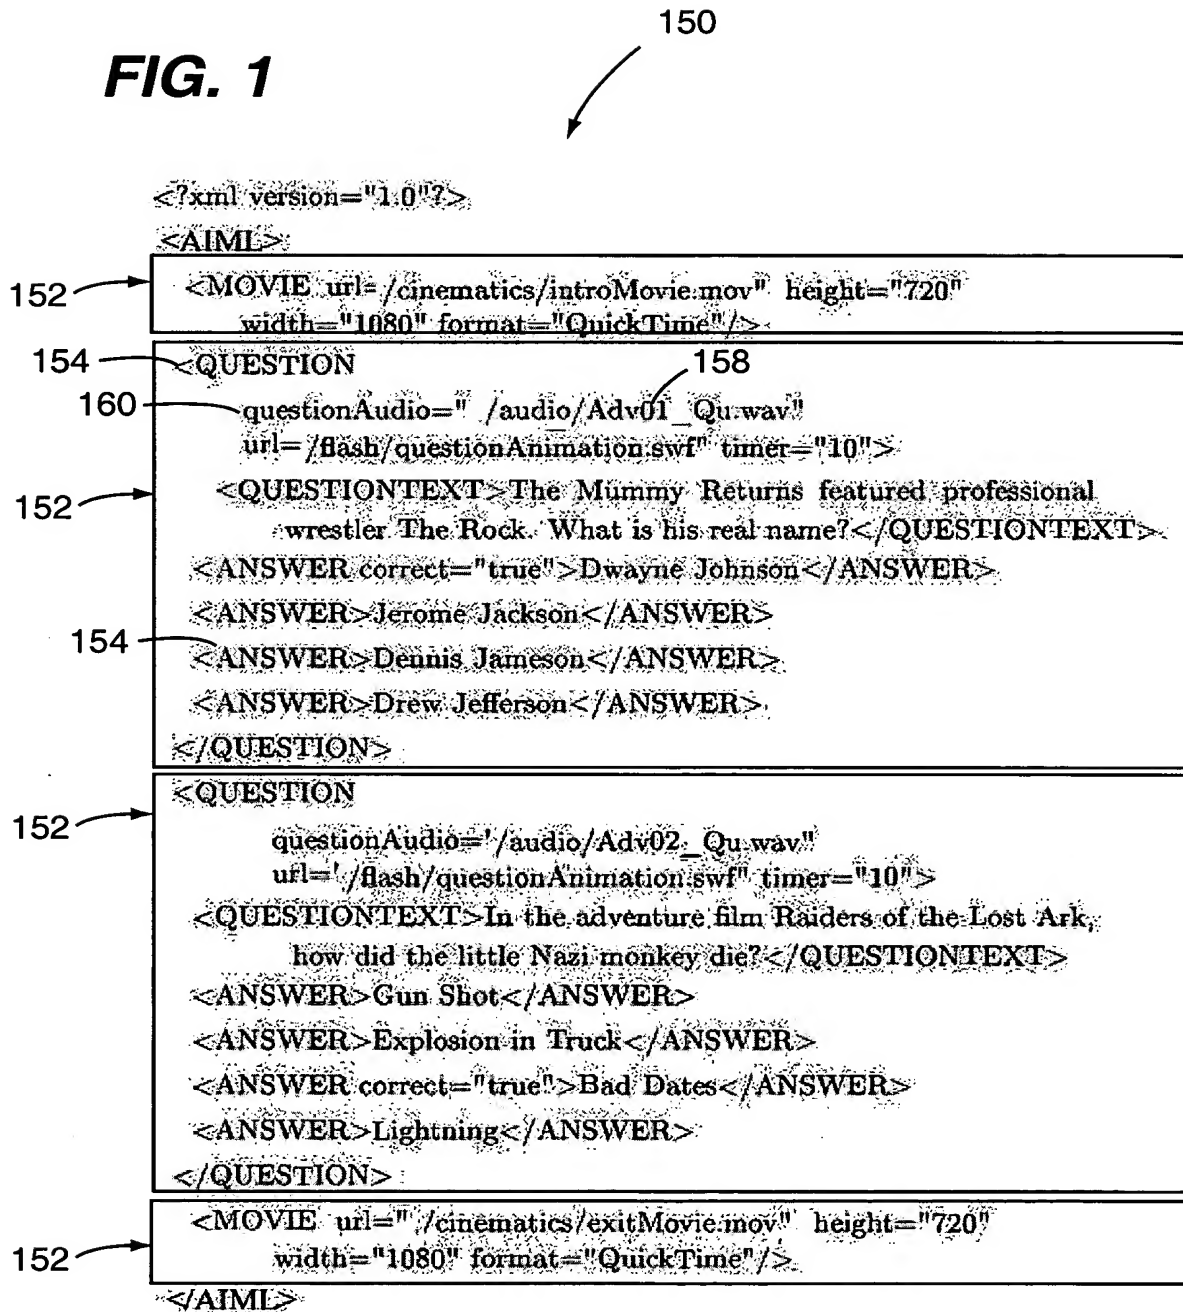 150
FIG. 1
<?xml version="1.0"?>
<AIML>
152
<MOVIE url=/cinematics/introMovie.mov" height="720"
width="1080" format="QuickTime"/>
154
<QUESTION
158
160
questionAudio=" /audio/Adv01_Qu.wav"
url=/flash/questionAnimation.swf" timer="10">
152
<QUESTIONTEXT>The Mummy Returns featured professional
wrestler The Rock. What is his real name?</QUESTIONTEXT>
<ANSWER correct="true">Dwayne Johnson</ANSWER>
<ANSWER>Jerome Jackson</ANSWER>
154
<ANSWER>Dennis Jameson</ANSWER>
<ANSWER>Drew Jefferson</ANSWER>
</QUESTION>
<QUESTION
152
questionAudio='/audio/Adv02_Qu.wav"
url='/flash/questionAnimation.swf" timer="10">
<QUESTIONTEXT>In the adventure film Raiders of the Lost Ark,
how did the little Nazi monkey die?</QUESTIONTEXT>
<ANSWER>Gun Shot</ANSWER>
<ANSWER>Explosion in Truck</ANSWER>
<ANSWER correct="true">Bad Dates</ANSWER>
<ANSWER>Lightning</ANSWER>
</QUESTION>
<MOVIE url="/cinematics/exitMovie.mov" height="720"
152
width="1080" format="QuickTime"/>
</AIML>